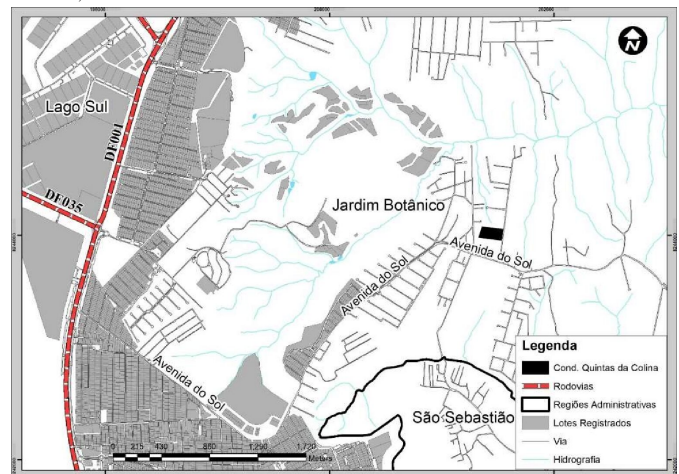 N
Lago Sul
DF001
DF035
Jardim Botânico
Avenida do Sol
Avenida do Sol
Avenida do Sol
São Sebastião
Legenda
Cond. Quintas da Colina
Rodovias
Regiões Administrativas
Lotes Registrados
Via
Hidrografia
0 215 430 860 1,290 1,720
Meters